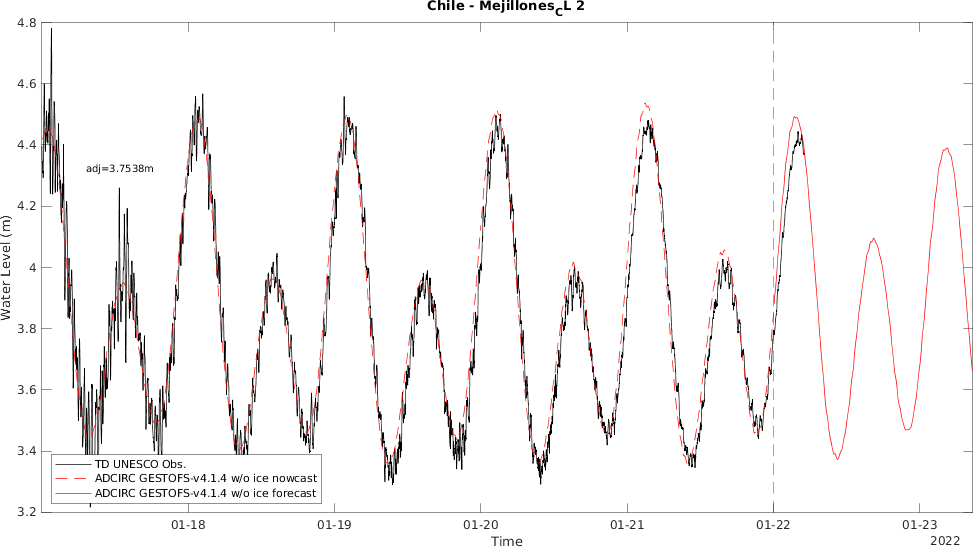 Chile - Mejillones_CL 2
4.8
4.6
4.4
4.2
4
3.8
3.6
3.4
3.2
Water Level (m)
adj=3.7538m
TD UNESCO Obs.
ADCIRC GESTOFS-v4.1.4 w/o ice nowcast
ADCIRC GESTOFS-v4.1.4 w/o ice forecast
01-18 01-19 01-20 01-21 01-22 01-23
Time
2022